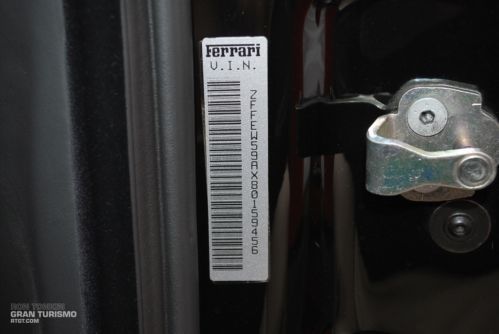 Ferrari
V.I.N.
ZFFEW59AX80159456
RON TONKIN
GRAN TURISMO
RTGT.COM